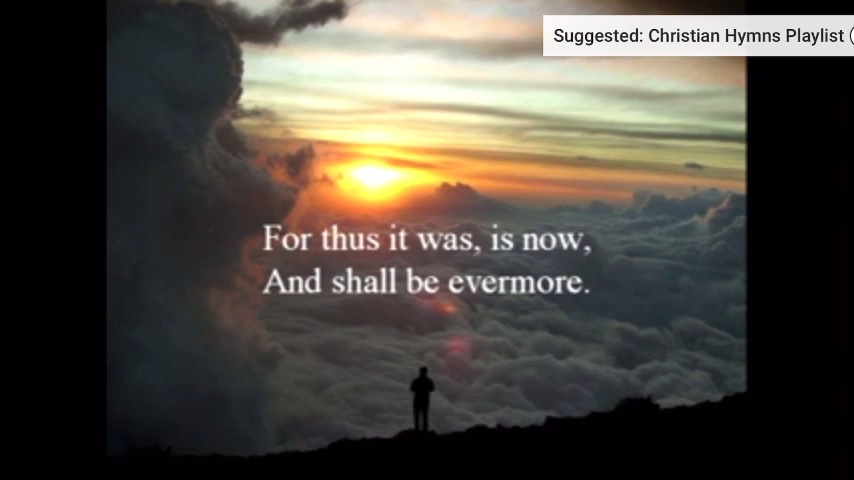 Suggested: Christian Hymns Playlist (
For thus it was, is now,
And shall be evermore.